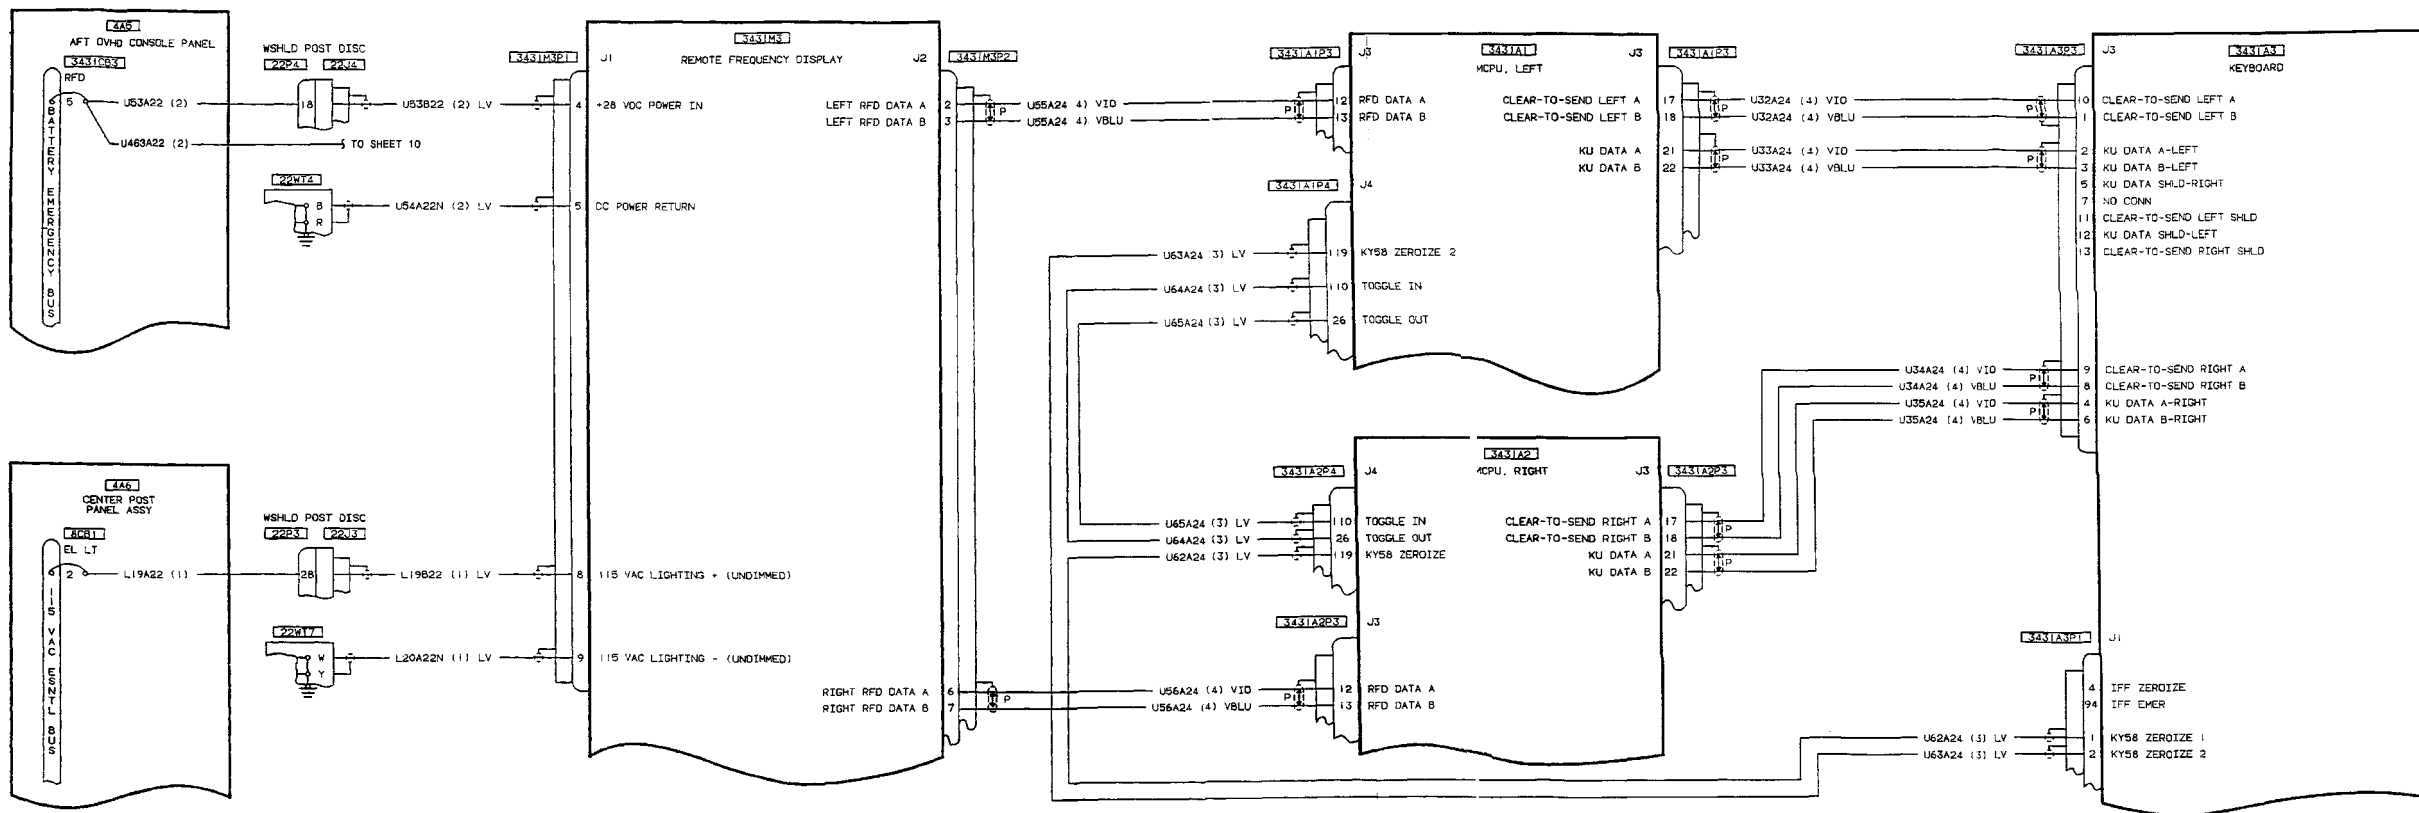 4A5
AFT OVHD CONSOLE PANEL
3431CB3
RFD
5
BATTERY EMERGENCY BUS
U53A22 (2)
U463A22 (2)
TO SHEET 10
WSHLD POST DISC
22P4 22J4
18
U53B22 (2) LV
22WT4
B
R
U54A22N (2) LV
4A6
CENTER POST
PANEL ASSY
8CB1
EL LT
2
115 VAC ESNTL BUS
L19A22 (1)
WSHLD POST DISC
22P3 22J3
28
L19B22 (1) LV
22WT7
W
Y
L20A22N (1) LV
3431M3P1
J1
3431M3
REMOTE FREQUENCY DISPLAY
J2
3431M3P2
4 +28 VDC POWER IN
5 DC POWER RETURN
8 115 VAC LIGHTING + (UNDIMMED)
9 115 VAC LIGHTING - (UNDIMMED)
LEFT RFD DATA A 2
LEFT RFD DATA B 3
P
RIGHT RFD DATA A 6
RIGHT RFD DATA B 7
P
U55A24 4) VIO
U55A24 4) VBLU
U56A24 (4) VIO
U56A24 (4) VBLU
3431A1P3
J3
3431A1
MCPU, LEFT
J3
3431A1P3
P
12 RFD DATA A
13 RFD DATA B
CLEAR-TO-SEND LEFT A 17
CLEAR-TO-SEND LEFT B 18
P
KU DATA A 21
KU DATA B 22
P
3431A1P4
J4
U63A24 3) LV
119 KY58 ZEROIZE 2
U64A24 (3) LV
110 TOGGLE IN
U65A24 (3) LV
26 TOGGLE OUT
U32A24 (4) VIO
U32A24 (4) VBLU
U33A24 (4) VIO
U33A24 (4) VBLU
3431A2P4
J4
3431A2
MCPU, RIGHT
J3
3431A2P3
U65A24 (3) LV
110 TOGGLE IN
U64A24 (3) LV
26 TOGGLE OUT
U62A24 (3) LV
119 KY58 ZEROIZE
CLEAR-TO-SEND RIGHT A 17
CLEAR-TO-SEND RIGHT B 18
P
KU DATA A 21
KU DATA B 22
P
3431A2P3
J3
P
12 RFD DATA A
13 RFD DATA B
3431A3P3
J3
3431A3
KEYBOARD
P
10 CLEAR-TO-SEND LEFT A
1 CLEAR-TO-SEND LEFT B
P
2 KU DATA A-LEFT
3 KU DATA B-LEFT
5 KU DATA SHLD-RIGHT
7 NO CONN
11 CLEAR-TO-SEND LEFT SHLD
12 KU DATA SHLD-LEFT
13 CLEAR-TO-SEND RIGHT SHLD
U34A24 (4) VIO
U34A24 (4) VBLU
U35A24 (4) VIO
U35A24 (4) VBLU
P
9 CLEAR-TO-SEND RIGHT A
8 CLEAR-TO-SEND RIGHT B
P
4 KU DATA A-RIGHT
6 KU DATA B-RIGHT
3431A3P1
J1
4 IFF ZEROIZE
94 IFF EMER
U62A24 (3) LV
1 KY58 ZEROIZE 1
U63A24 (3) LV
2 KY58 ZEROIZE 2